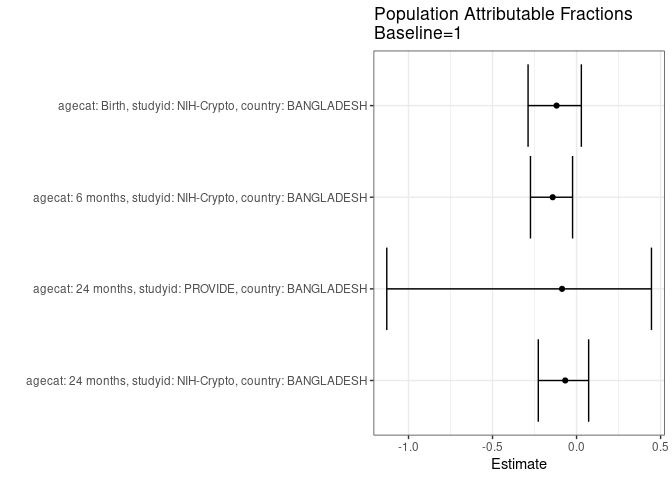 Population Attributable Fractions
Baseline=1
agecat: Birth, studyid: NIH-Crypto, country: BANGLADESH
agecat: 6 months, studyid: NIH-Crypto, country: BANGLADESH
agecat: 24 months, studyid: PROVIDE, country: BANGLADESH
agecat: 24 months, studyid: NIH-Crypto, country: BANGLADESH
-1.0 -0.5 0.0 0.5
Estimate